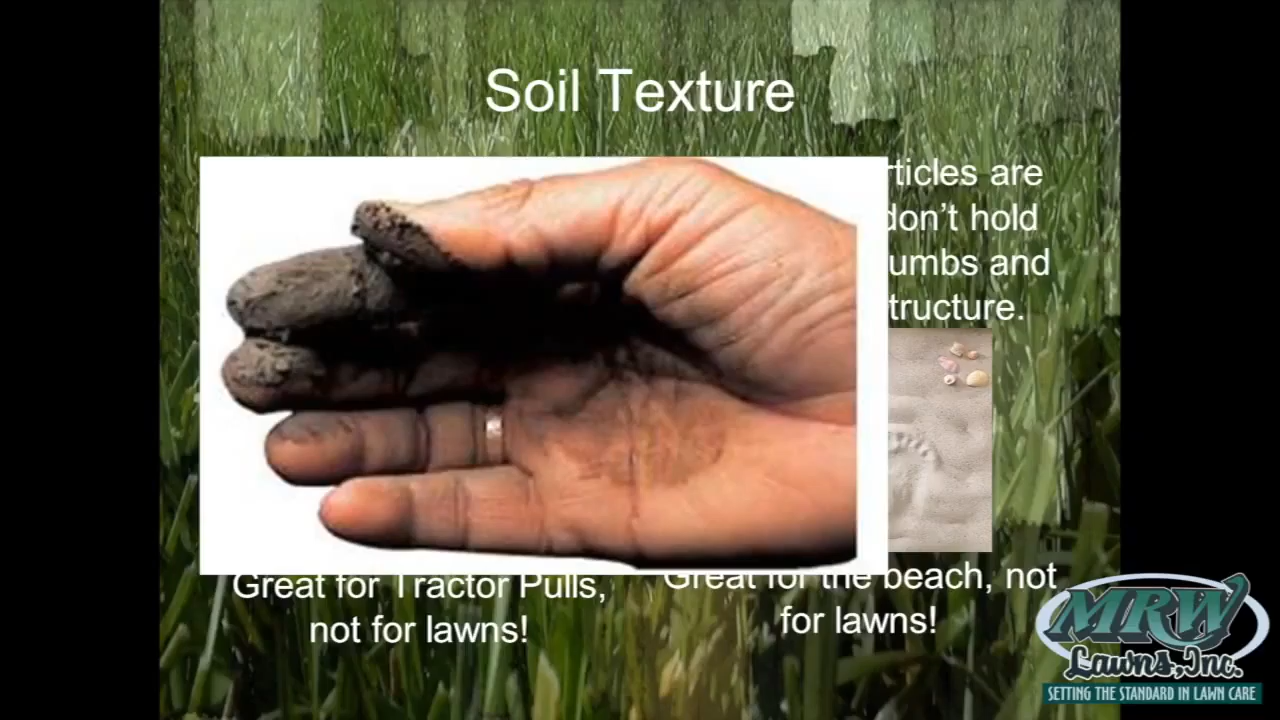 Soil Texture
articles are
don’t hold
umbs and
tructure.
Great for Tractor Pulls,
not for lawns!
Great for the beach, not
for lawns!
MRW
Lawns, Inc.
SETTING THE STANDARD IN LAWN CARE